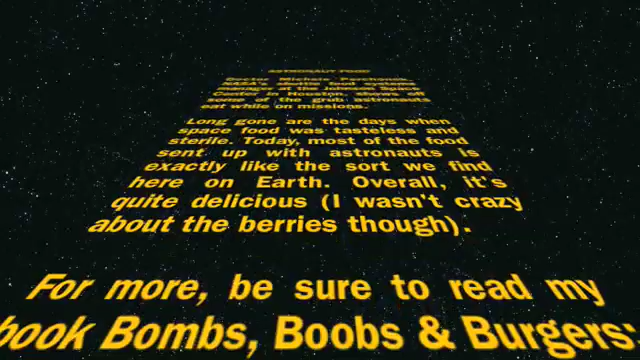 ASTRONAUT FOOD
Doctor Michele Perchonok,
NASA's shuttle food systems
manager at the Johnson Space
Center in Houston, shows off
some of the grub astronauts
eat while on missions.
Long gone are the days when
space food was tasteless and
sterile. Today, most of the food
sent up with astronauts is
exactly like the sort we find
here on Earth. Overall, it's
quite delicious (I wasn't crazy
about the berries though).
For more, be sure to read my
book Bombs, Boobs & Burgers: